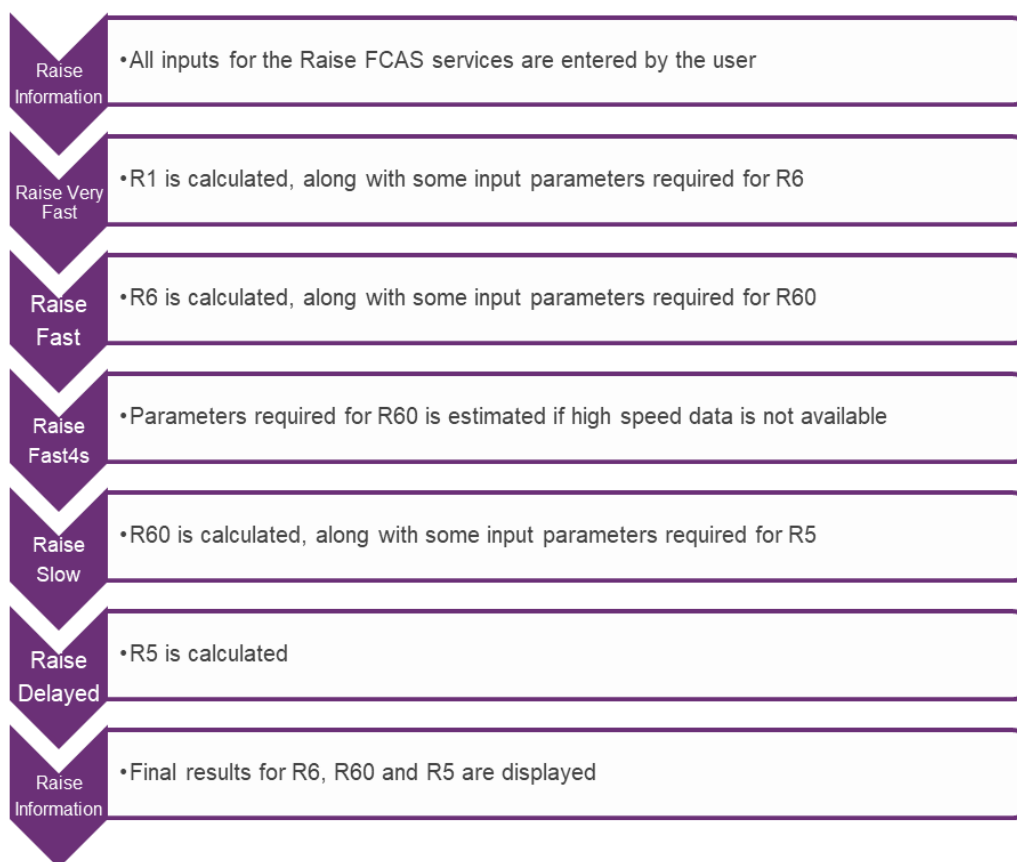 Raise
Information
•All inputs for the Raise FCAS services are entered by the user
Raise Very
Fast
•R1 is calculated, along with some input parameters required for R6
Raise
Fast
•R6 is calculated, along with some input parameters required for R60
Raise
Fast4s
•Parameters required for R60 is estimated if high speed data is not available
Raise
Slow
•R60 is calculated, along with some input parameters required for R5
Raise
Delayed
•R5 is calculated
Raise
Information
•Final results for R6, R60 and R5 are displayed